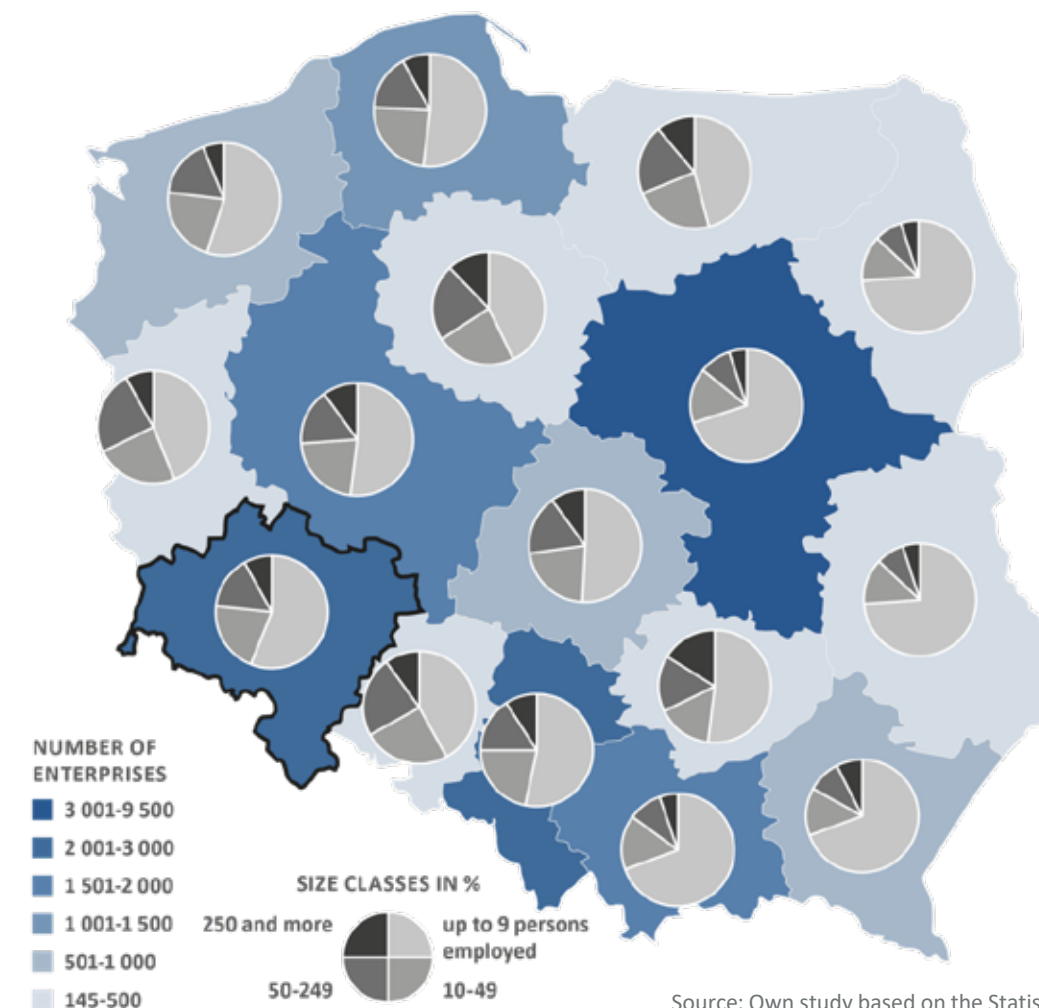 NUMBER OF
ENTERPRISES
3 001-9 500
2 001-3 000
1 501-2 000
1 001-1 500
501-1 000
145-500
SIZE CLASSES IN %
250 and more
up to 9 persons
employed
50-249
10-49
Source: Own study based on the Statis